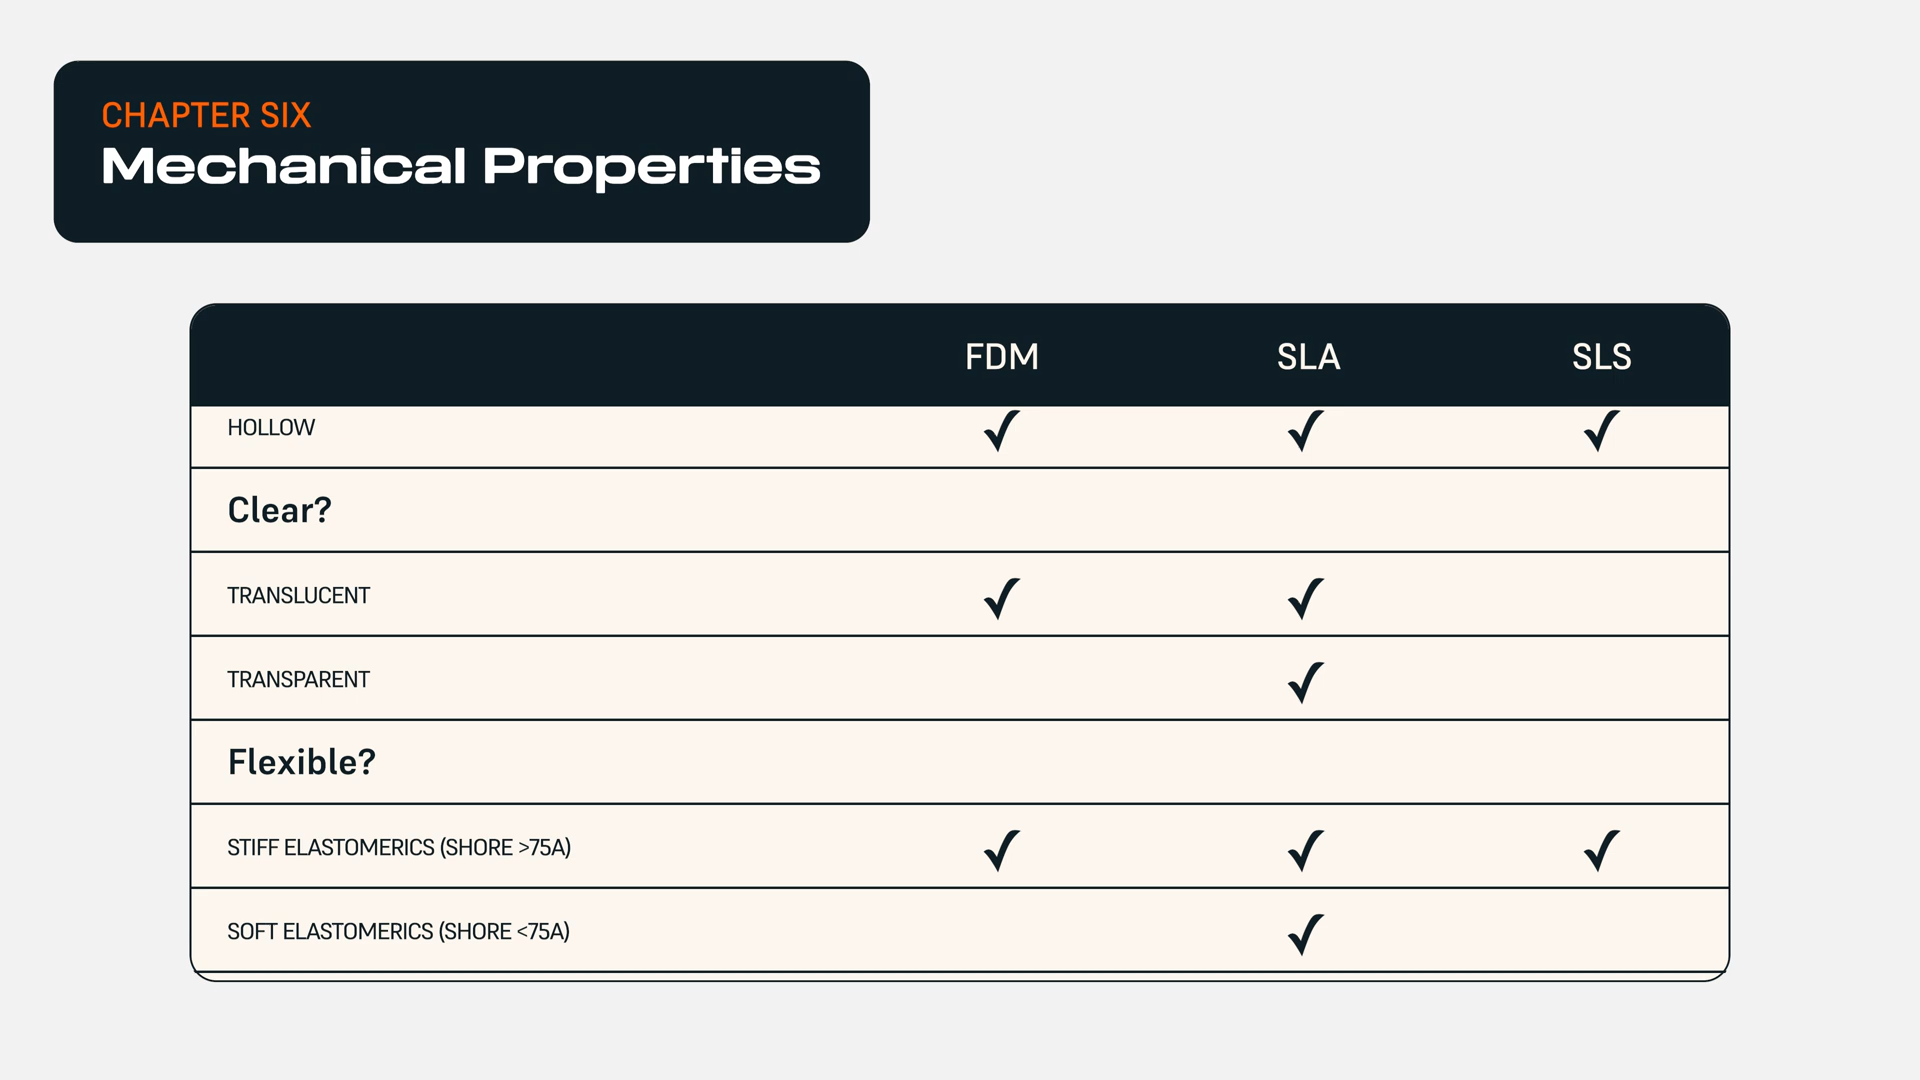 CHAPTER SIX
Mechanical Properties
FDM SLA SLS
HOLLOW ✓ ✓ ✓
Clear?
TRANSLUCENT ✓ ✓
TRANSPARENT ✓
Flexible?
STIFF ELASTOMERICS (SHORE >75A) ✓ ✓ ✓
SOFT ELASTOMERICS (SHORE <75A) ✓